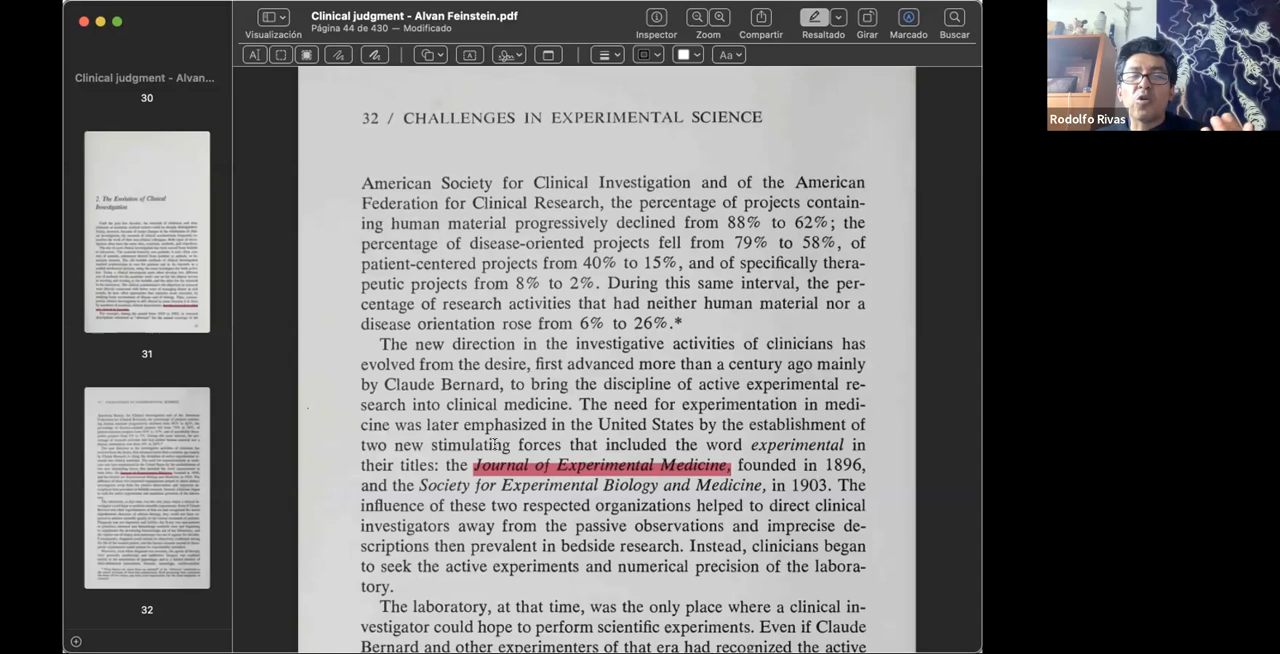 Clinical judgment - Alvan Feinstein.pdf
Página 44 de 430 — Modificado
Visualización
Inspector
Zoom
Compartir
Resaltado
Girar
Marcado
Buscar
Clinical judgment - Alvan...
30
2. The Evolution of Clinical
Investigation
31
32
Rodolfo Rivas
32 / CHALLENGES IN EXPERIMENTAL SCIENCE
American Society for Clinical Investigation and of the American
Federation for Clinical Research, the percentage of projects contain-
ing human material progressively declined from 88% to 62%; the
percentage of disease-oriented projects fell from 79% to 58%, of
patient-centered projects from 40% to 15%, and of specifically thera-
peutic projects from 8% to 2%. During this same interval, the per-
centage of research studies that had neither human material nor a
disease orientation rose from 6% to 26%.*
The new direction in the investigative activities of clinicians has
evolved from the desire, first advanced more than a century ago mainly
by Claude Bernard, to bring the discipline of active experimental re-
search into clinical medicine. The need for experimentation in medi-
cine was later emphasized in the United States by the establishment of
two new stimulating forces that included the word experiment in
their titles: the Journal of Experimental Medicine, founded in 1896,
and the Society for Experimental Biology and Medicine, in 1903. The
influence of these two respected organizations helped to direct clinical
investigators away from the passive observations and imprecise de-
scriptions then prevalent in bedside research. Instead, clinicians began
to seek the active experiments and numerical precision of the labora-
tory.
The laboratory, at that time, was the only place where a clinical in-
vestigator could hope to perform scientific experiments. Even if Claude
Bernard and other experimenters of that era had recognized the active